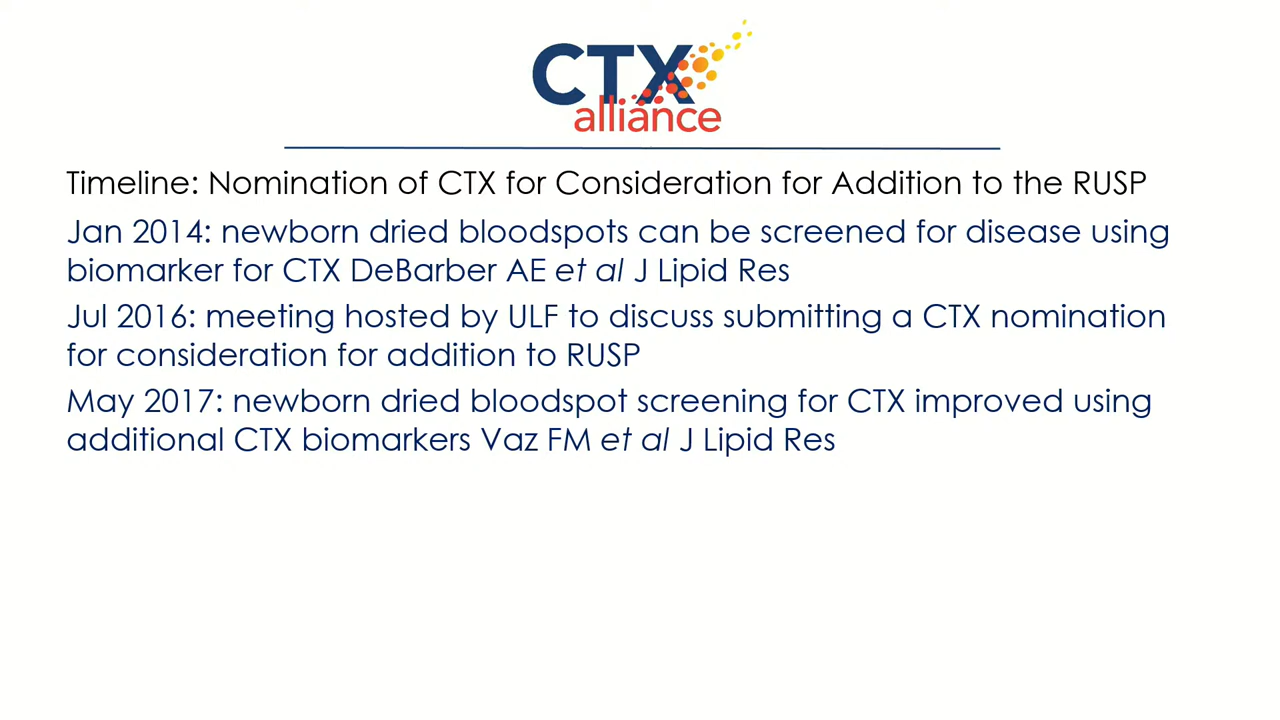 CTX
alliance
Timeline: Nomination of CTX for Consideration for Addition to the RUSP
Jan 2014: newborn dried bloodspots can be screened for disease using
biomarker for CTX DeBarber AE et al J Lipid Res
Jul 2016: meeting hosted by ULF to discuss submitting a CTX nomination
for consideration for addition to RUSP
May 2017: newborn dried bloodspot screening for CTX improved using
additional CTX biomarkers Vaz FM et al J Lipid Res